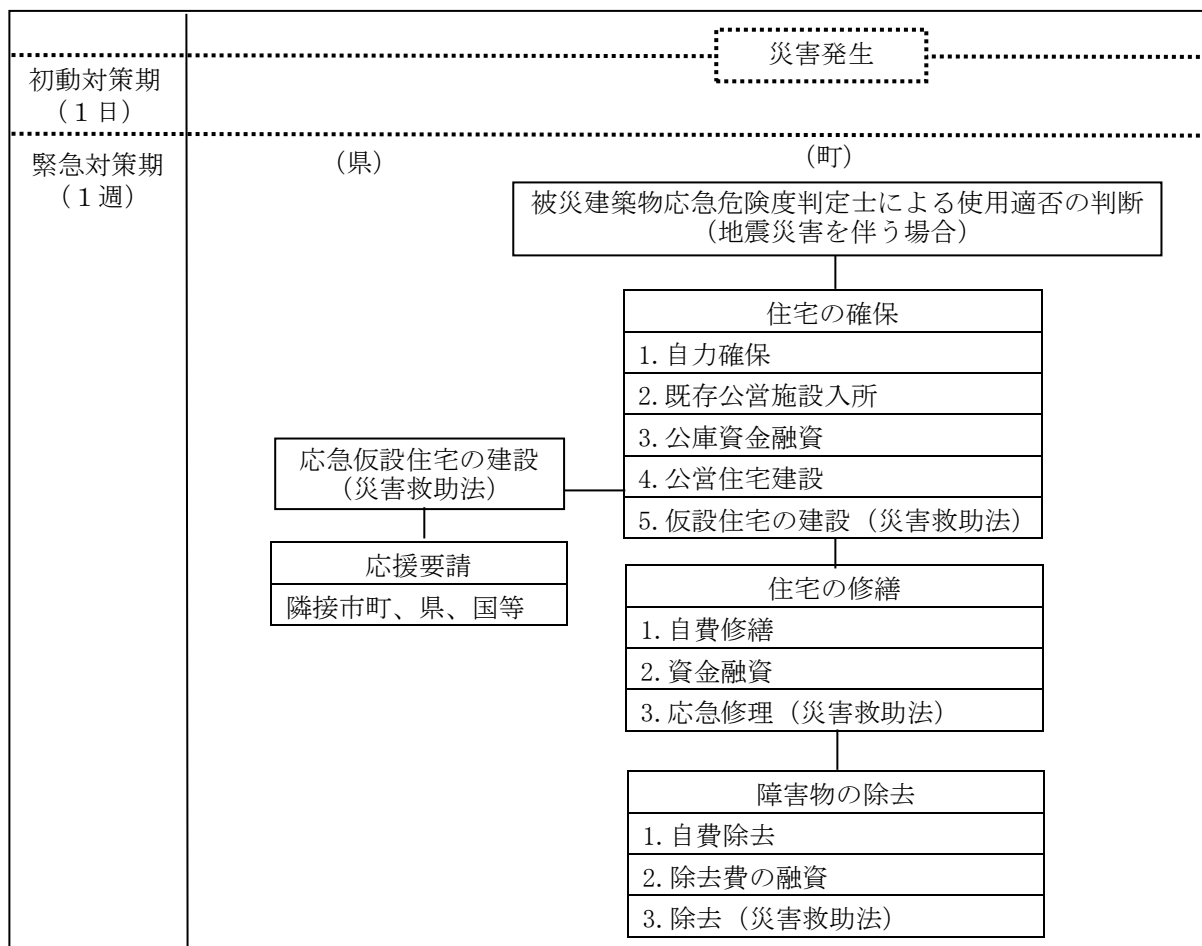 災害発生
初動対策期
（１日）
緊急対策期
（１週）
（県）
（町）
被災建築物応急危険度判定士による使用適否の判断
（地震災害を伴う場合）
住宅の確保
1.自力確保
2.既存公営施設入所
3.公庫資金融資
4.公営住宅建設
5.仮設住宅の建設（災害救助法）
応急仮設住宅の建設
（災害救助法）
応援要請
隣接市町、県、国等
住宅の修繕
1.自費修繕
2.資金融資
3.応急修理（災害救助法）
障害物の除去
1.自費除去
2.除去費の融資
3.除去（災害救助法）